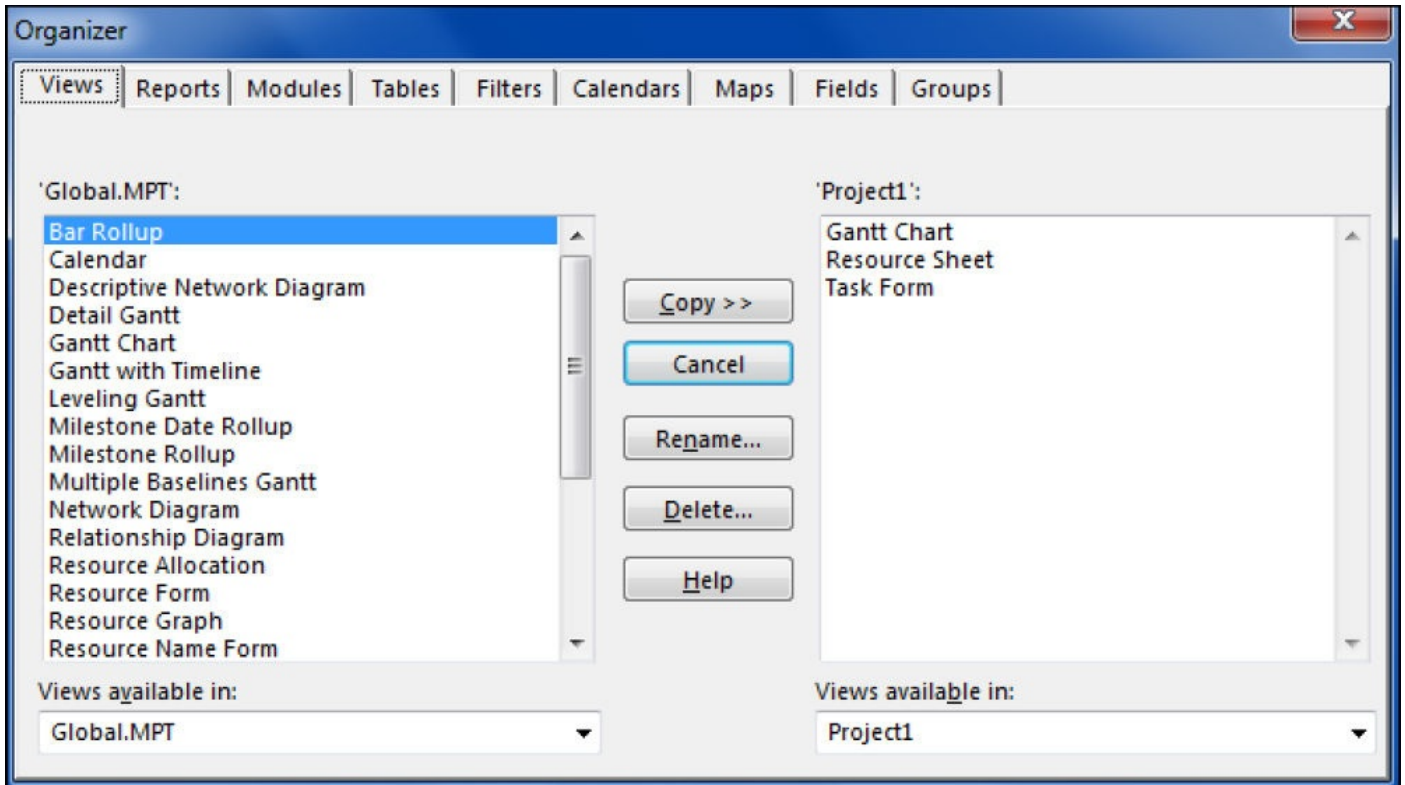 Organizer
X
Views Reports Modules Tables Filters Calendars Maps Fields Groups
'Global.MPT':
Bar Rollup
Calendar
Descriptive Network Diagram
Detail Gantt
Gantt Chart
Gantt with Timeline
Leveling Gantt
Milestone Date Rollup
Milestone Rollup
Multiple Baselines Gantt
Network Diagram
Relationship Diagram
Resource Allocation
Resource Form
Resource Graph
Resource Name Form
Views available in:
Global.MPT
Copy >>
Cancel
Rename...
Delete...
Help
'Project1':
Gantt Chart
Resource Sheet
Task Form
Views available in:
Project1